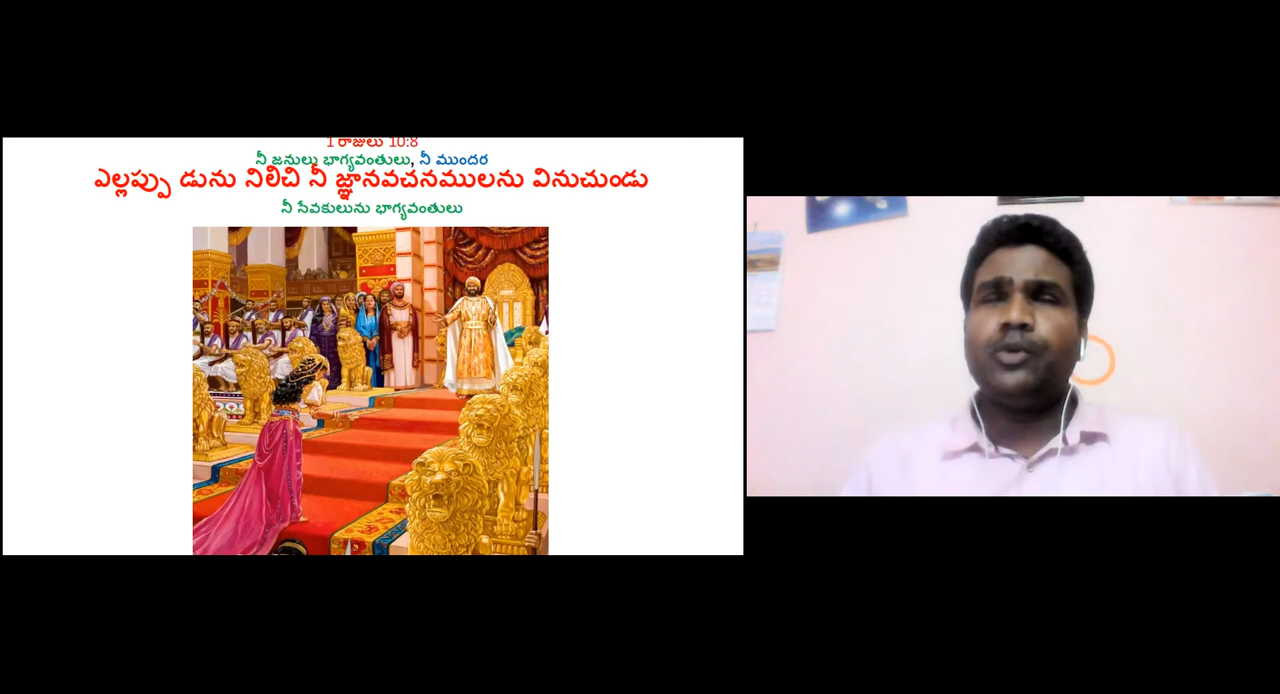 1 రాజులు 10:8
నీ జనులు భాగ్యవంతులు, నీ ముందర
ఎల్లప్పు డును నిలిచి నీ జ్ఞానవచనములను వినుచుండు
నీ సేవకులును భాగ్యవంతులు